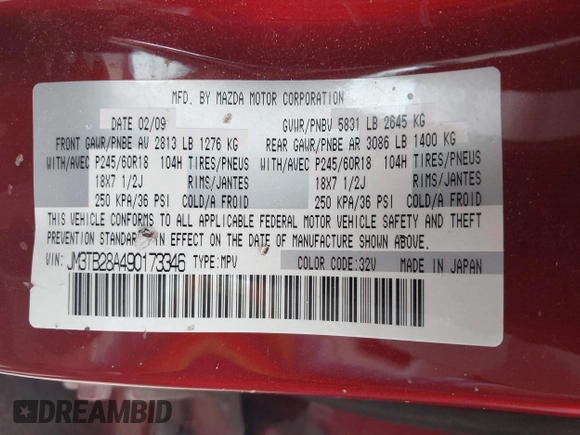 MFD. BY MAZDA MOTOR CORPORATION
DATE 02/09 GVWR/PNBV 5831 LB 2645 KG
FRONT GAWR/PNBE AV 2813 LB 1276 KG REAR GAWR/PNBE AR 3086 LB 1400 KG
WITH/AVEC P245/60R18 104H TIRES/PNEUS WITH/AVEC P245/60R18 104H TIRES/PNEUS
18X7 1/2J RIMS/JANTES 18X7 1/2J RIMS/JANTES
250 KPA/36 PSI COLD/A FROID 250 KPA/36 PSI COLD/A FROID
THIS VEHICLE CONFORMS TO ALL APPLICABLE FEDERAL MOTOR VEHICLE SAFETY AND THEFT
PREVENTION STANDARDS IN EFFECT ON THE DATE OF MANUFACTURE SHOWN ABOVE.
VIN: JM3TB28A490173346 TYPE:MPV COLOR CODE:32V MADE IN JAPAN
DREAMBID